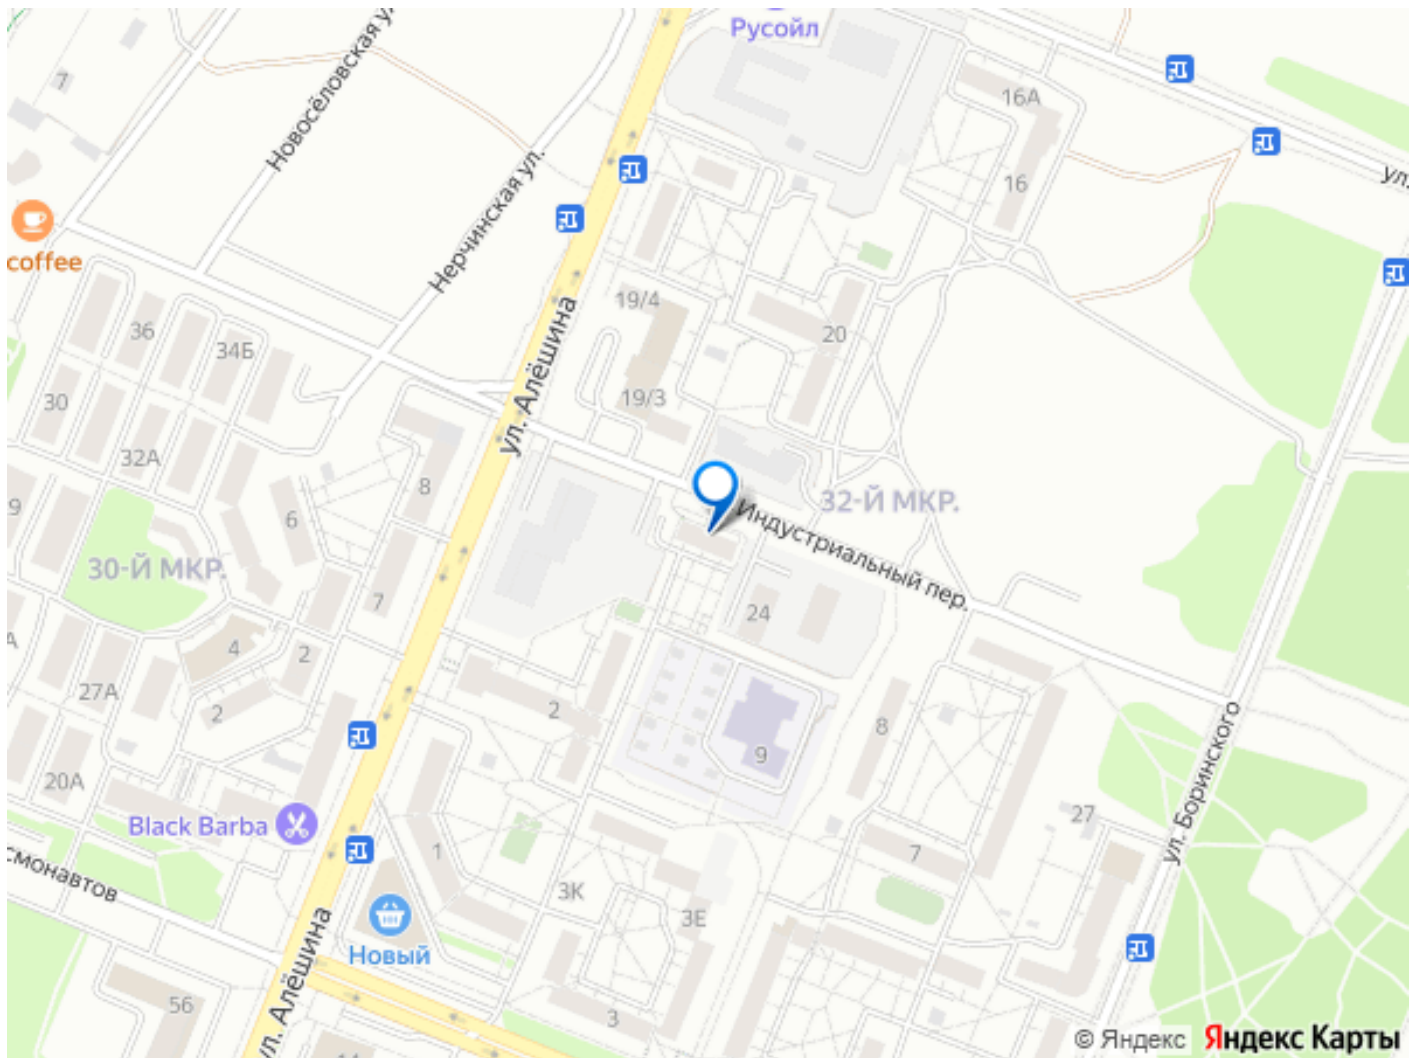 Русойл
7
Новосёловская ул.
16А
Нерчинская ул.
16
ул.
coffee
19/4
36
34Б
20
ул. Алёшина
19/3
30
32А
8
32-Й МКР.
6
Индустриальный пер.
30-Й МКР.
7
24
4
2
27А
2
2
8
9
20А
ул. Боринского
27
Black Barba
1
7
смонавтов
3К
3Е
Новый
ул. Алёшина
56
3
© Яндекс Яндекс Карты